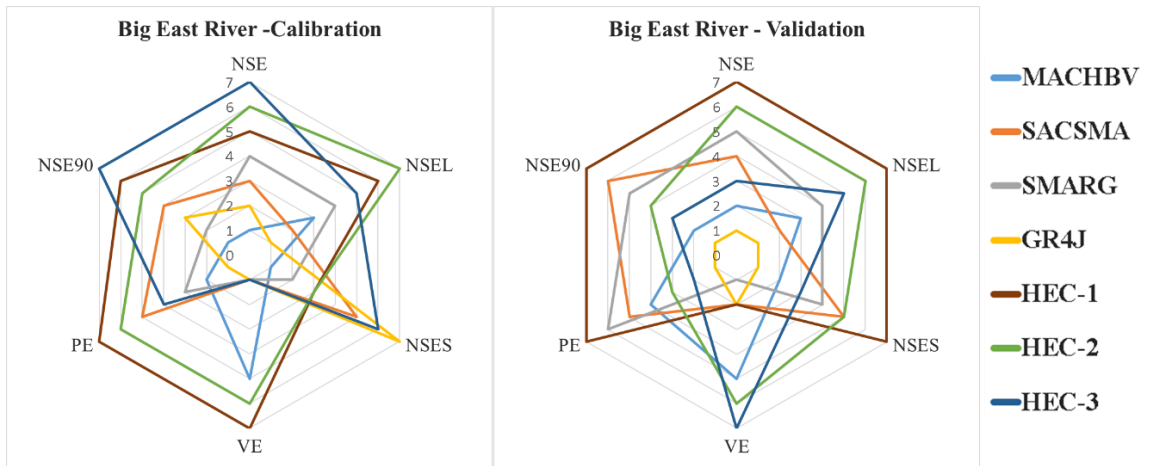 Big East River -Calibration
NSE
7
6
5
4
3
2
1
0
NSE90
NSEL
PE
NSES
VE
Big East River - Validation
NSE
7
6
5
4
3
2
1
0
NSE90
NSEL
PE
NSES
VE
MACHBV
SACSMA
SMARG
GR4J
HEC-1
HEC-2
HEC-3